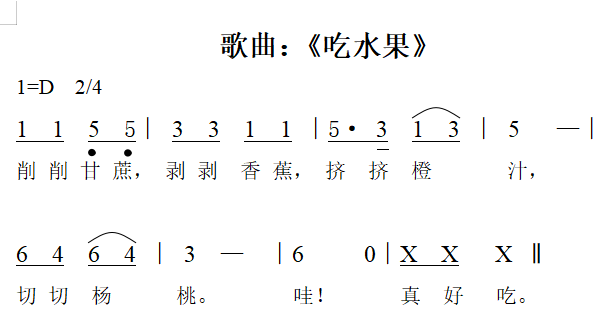 歌曲：《吃水果》
1=D 2/4
1 1 5 5 | 3 3 1 1 | 5· 3 1 3 | 5 — |
削 削 甘 蔗， 剥 剥 香 蕉， 挤 挤 橙 汁，
6 4 6 4 | 3 — | 6 0 | X X X ‖
切 切 杨 桃。 哇！ 真 好 吃。